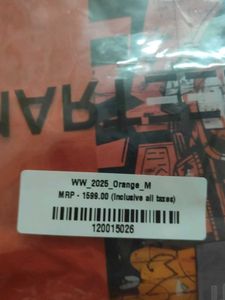 WW_2025_Orange_M
MRP - 1599.00 (Inclusive all taxes)
120015026